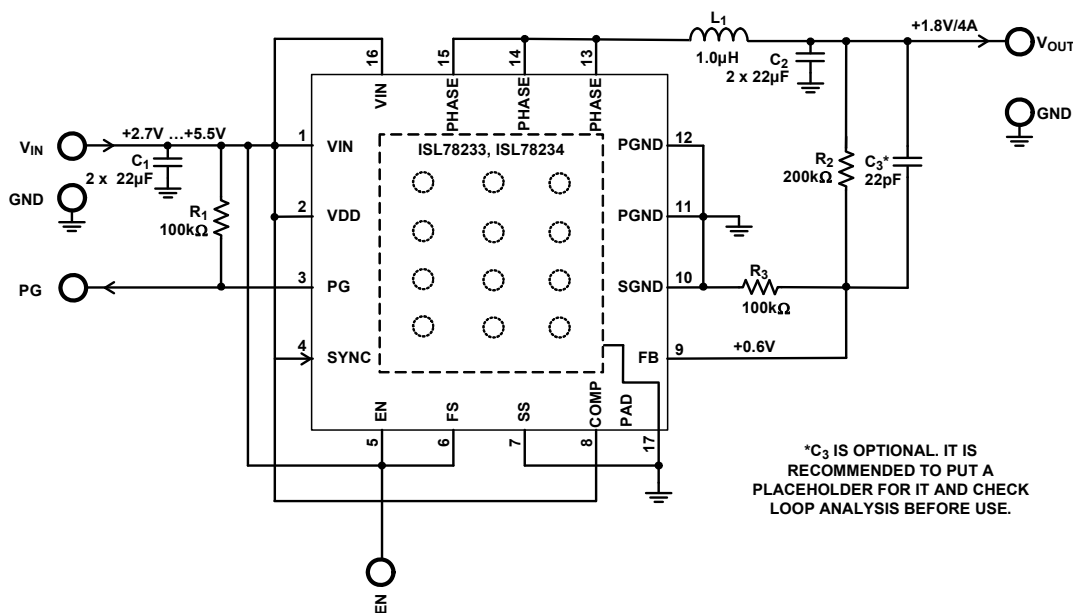 L1
1.0µH
+1.8V/4A
VOUT
C2
2 x 22µF
GND
16
15
14
13
VIN
PHASE
PHASE
PHASE
VIN
+2.7V ...+5.5V
C1
2 x 22µF
GND
R1
100kΩ
PG
1
VIN
2
VDD
3
PG
4
SYNC
ISL78233, ISL78234
PGND
12
PGND
11
SGND
10
FB
9
R2
200kΩ
C3*
22pF
R3
100kΩ
+0.6V
EN
FS
SS
COMP
PAD
5
6
7
8
17
EN
*C3 IS OPTIONAL. IT IS
RECOMMENDED TO PUT A
PLACEHOLDER FOR IT AND CHECK
LOOP ANALYSIS BEFORE USE.